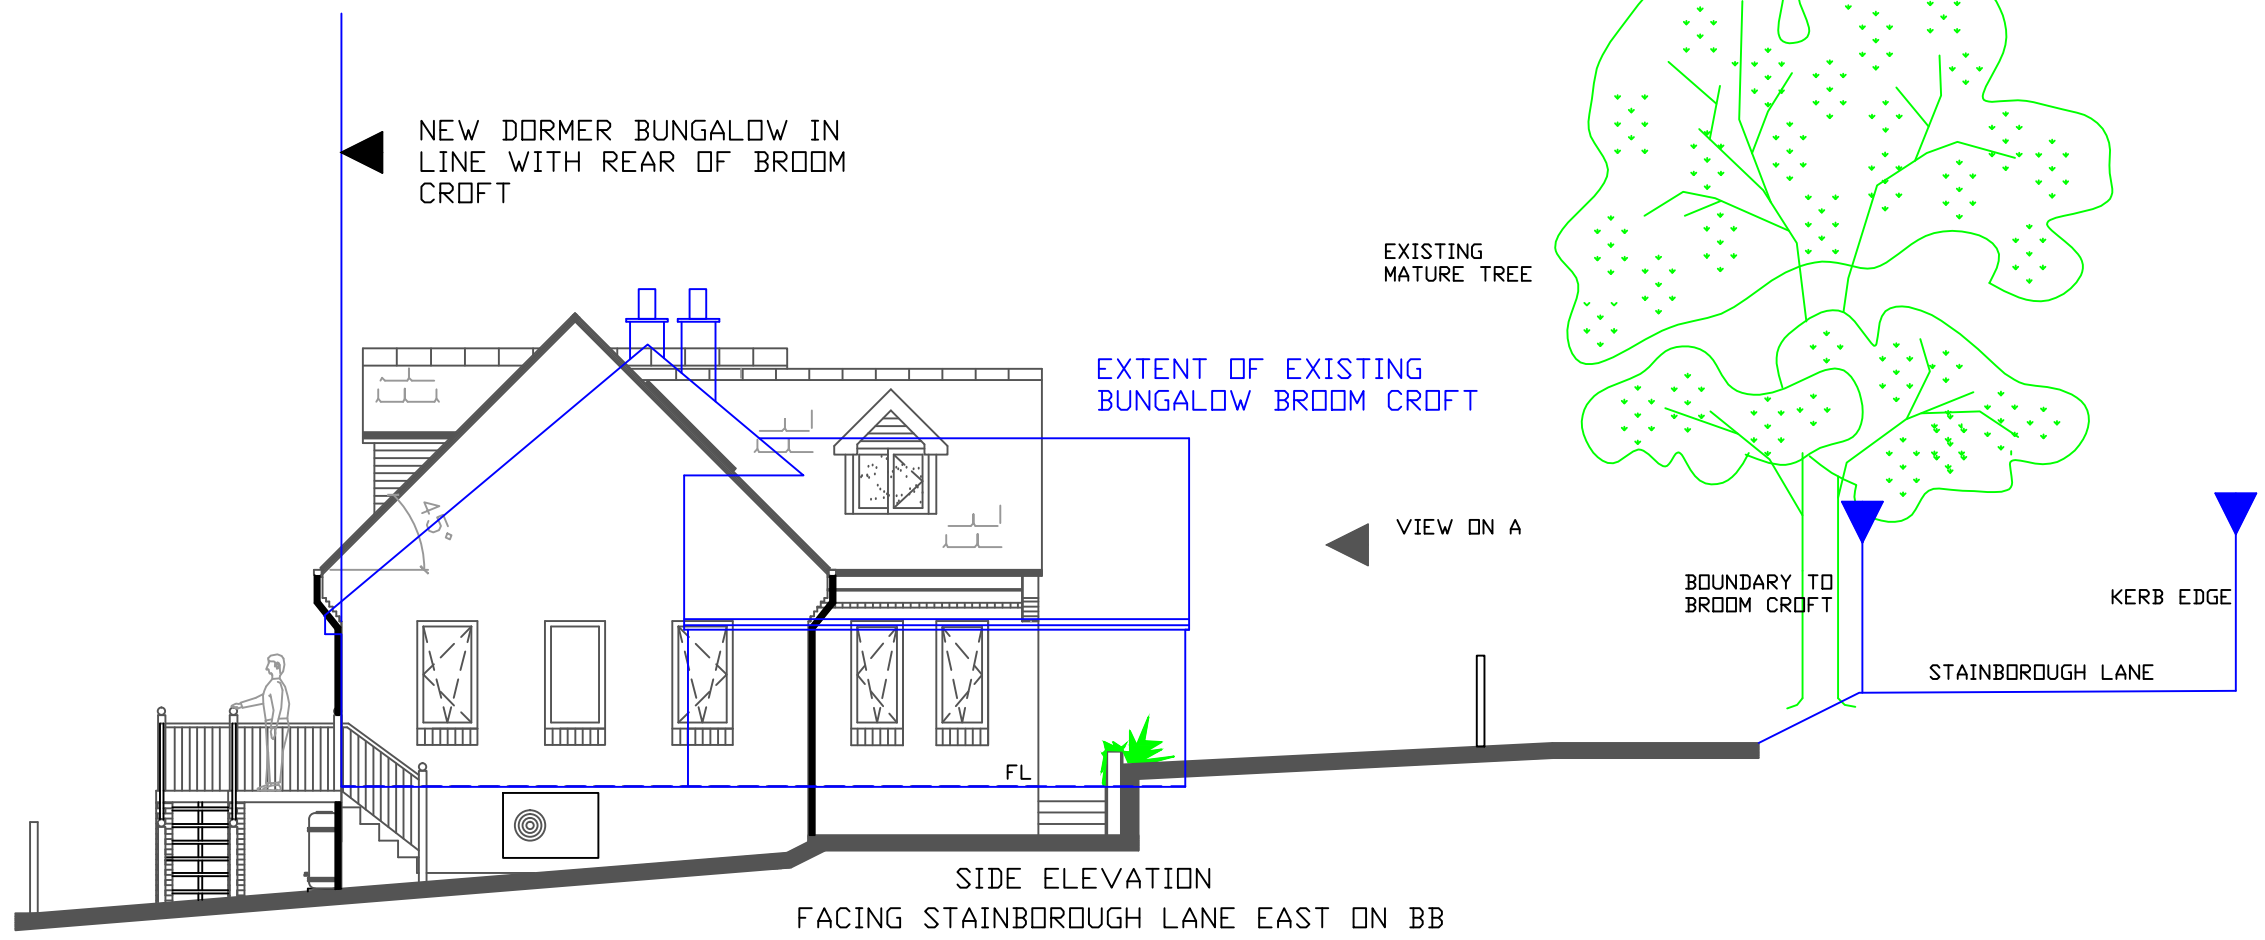 NEW DORMER BUNGALOW IN
LINE WITH REAR OF BROOM
CROFT
EXISTING
MATURE TREE
EXTENT OF EXISTING
BUNGALOW BROOM CROFT
45°
VIEW ON A
BOUNDARY TO
BROOM CROFT
KERB EDGE
STAINBOROUGH LANE
FL
SIDE ELEVATION
FACING STAINBOROUGH LANE EAST ON BB